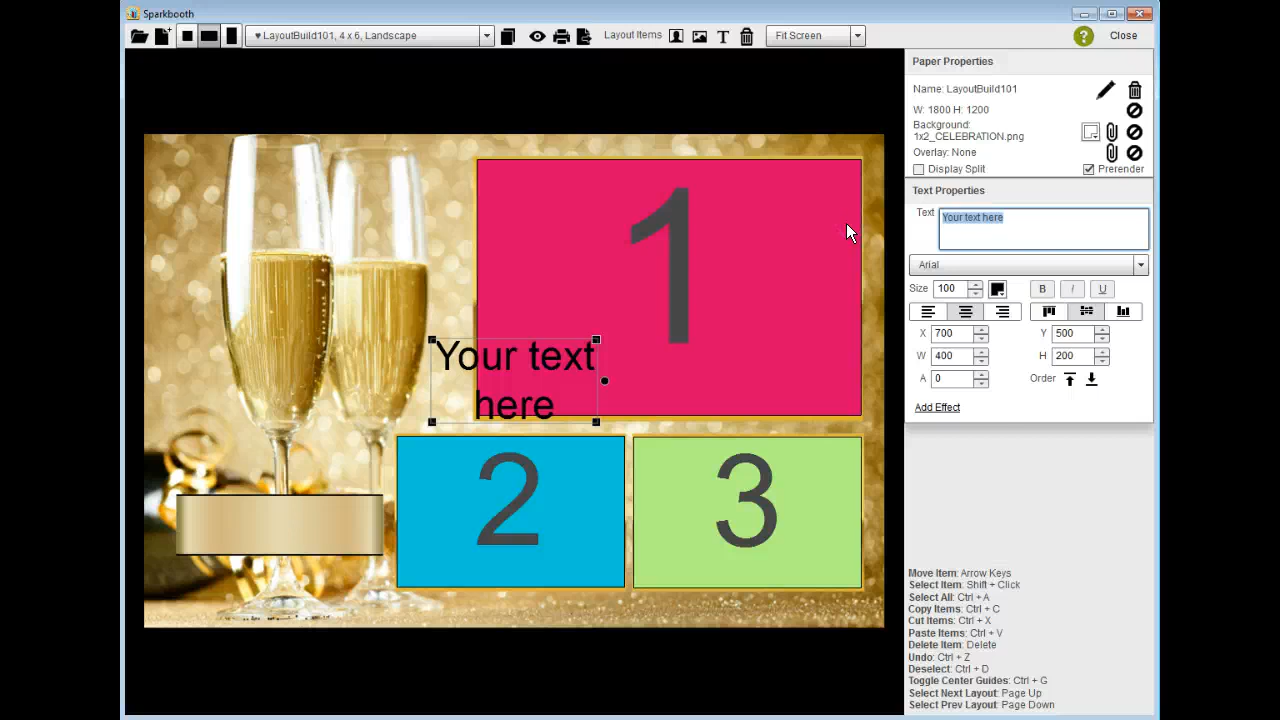 Sparkbooth
♥ LayoutBuild101, 4 x 6, Landscape
Layout Items
Fit Screen
?
Close
Paper Properties
Name: LayoutBuild101
W: 1800 H: 1200
Background:
1x2_CELEBRATION.png
Overlay: None
Display Split
Prerender
Text Properties
Text
Your text here
Arial
Size 100
B I U
X 700
Y 500
W 400
H 200
A 0
Order
Add Effect
1
Your text
here
2
3
Move Item: Arrow Keys
Select Item: Shift + Click
Select All: Ctrl + A
Copy Items: Ctrl + C
Cut Items: Ctrl + X
Paste Items: Ctrl + V
Delete Item: Delete
Undo: Ctrl + Z
Deselect: Ctrl + D
Toggle Center Guides: Ctrl + G
Select Next Layout: Page Up
Select Prev Layout: Page Down